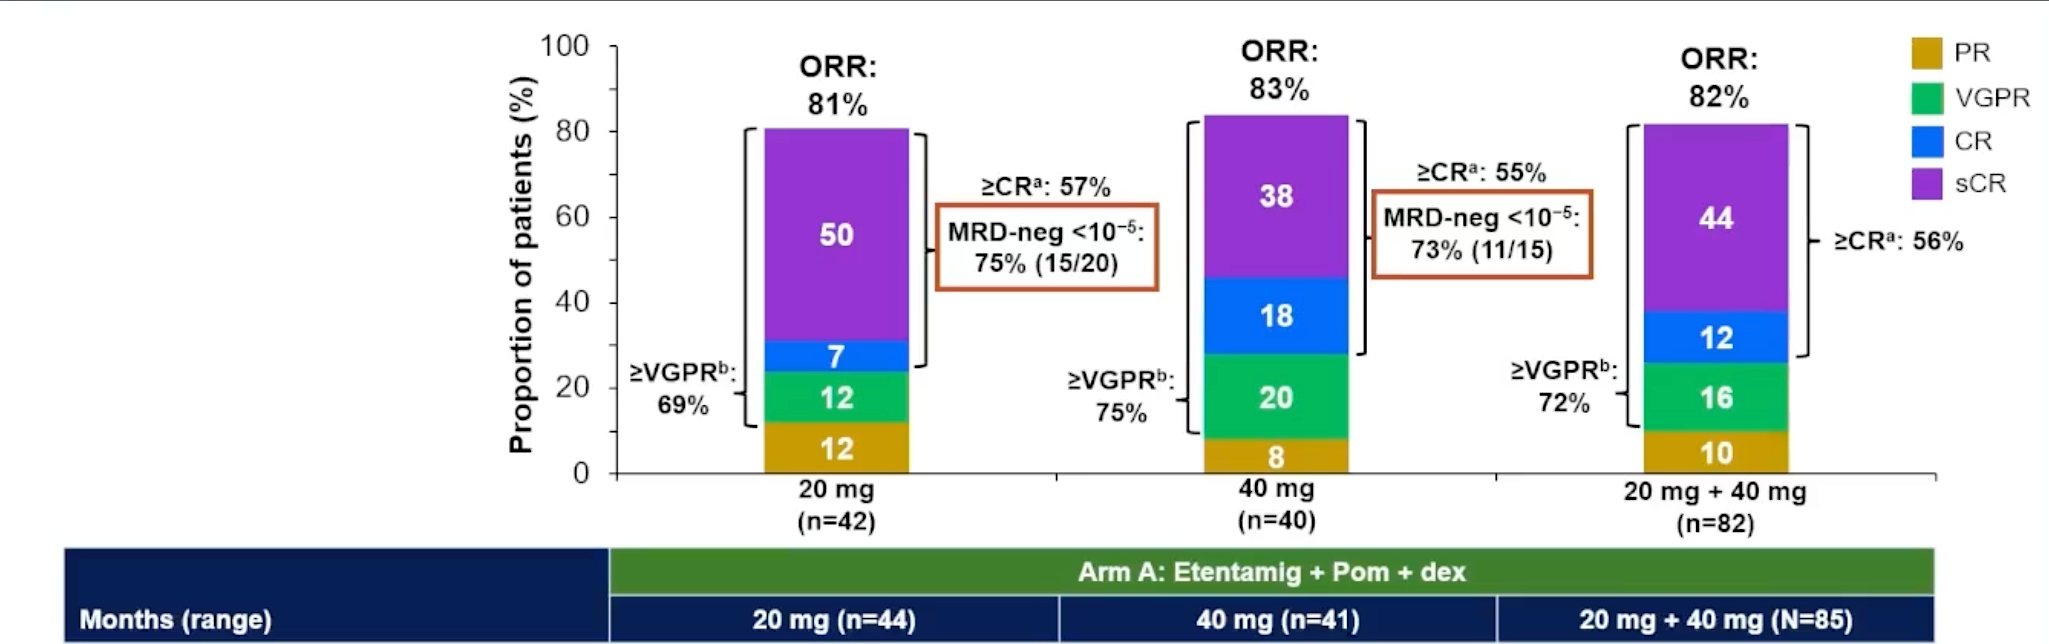 Proportion of patients (%)
100
80
60
40
20
0
ORR:
81%
50
7
12
12
≥VGPRᵇ:
69%
≥CRᵃ: 57%
MRD-neg <10⁻⁵:
75% (15/20)
20 mg
(n=42)
ORR:
83%
38
18
20
8
≥VGPRᵇ:
75%
≥CRᵃ: 55%
MRD-neg <10⁻⁵:
73% (11/15)
40 mg
(n=40)
ORR:
82%
44
12
16
10
≥VGPRᵇ:
72%
≥CRᵃ: 56%
20 mg + 40 mg
(n=82)
PR
VGPR
CR
sCR
Arm A: Etentamig + Pom + dex
Months (range)
20 mg (n=44)
40 mg (n=41)
20 mg + 40 mg (N=85)